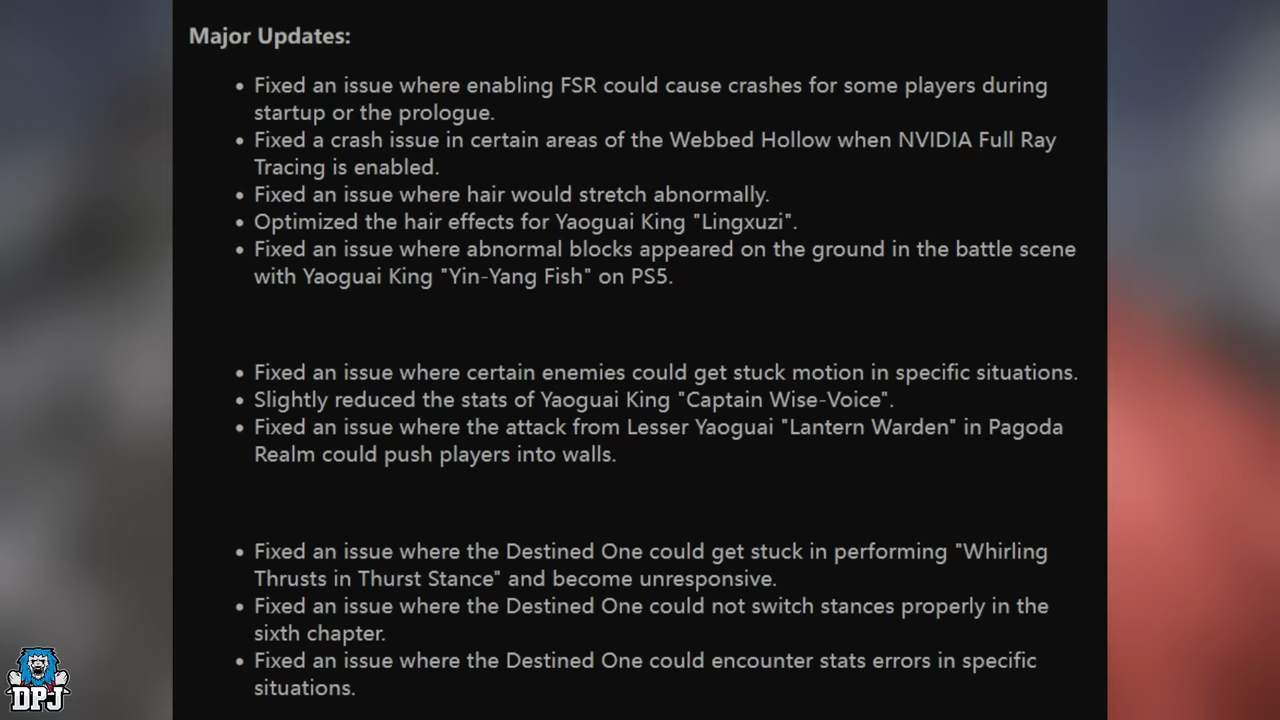 Major Updates:
• Fixed an issue where enabling FSR could cause crashes for some players during
startup or the prologue.
• Fixed a crash issue in certain areas of the Webbed Hollow when NVIDIA Full Ray
Tracing is enabled.
• Fixed an issue where hair would stretch abnormally.
• Optimized the hair effects for Yaoguai King "Lingxuzi".
• Fixed an issue where abnormal blocks appeared on the ground in the battle scene
with Yaoguai King "Yin-Yang Fish" on PS5.
• Fixed an issue where certain enemies could get stuck motion in specific situations.
• Slightly reduced the stats of Yaoguai King "Captain Wise-Voice".
• Fixed an issue where the attack from Lesser Yaoguai "Lantern Warden" in Pagoda
Realm could push players into walls.
• Fixed an issue where the Destined One could get stuck in performing "Whirling
Thrusts in Thurst Stance" and become unresponsive.
• Fixed an issue where the Destined One could not switch stances properly in the
sixth chapter.
• Fixed an issue where the Destined One could encounter stats errors in specific
situations.
DPJ